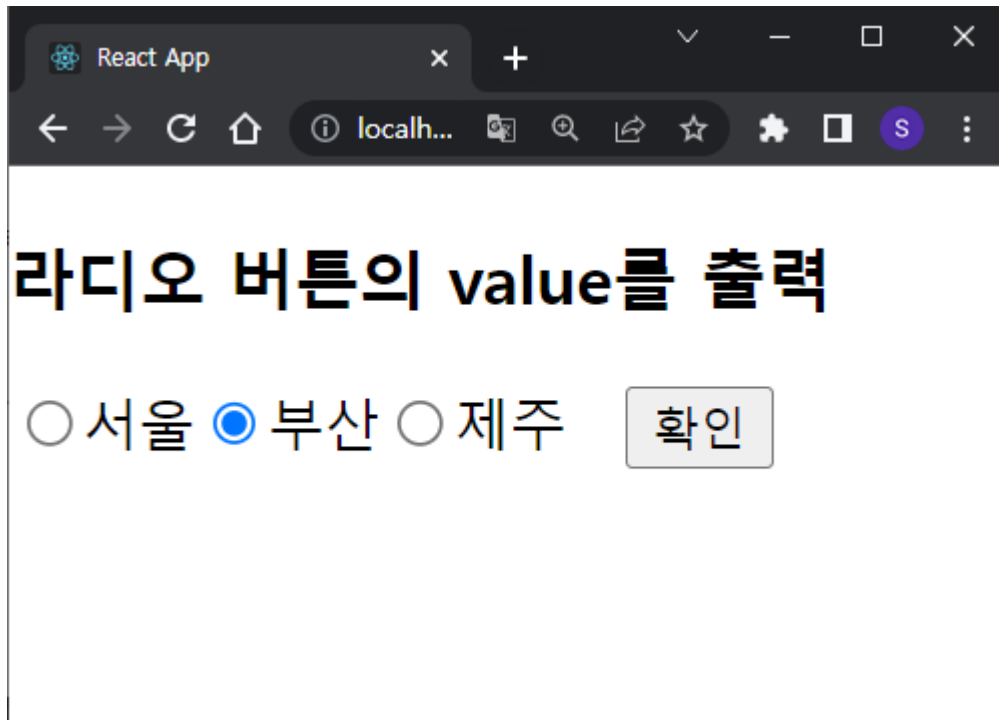 React App
localh...
S
라디오 버튼의 value를 출력
서울 부산 제주 확인